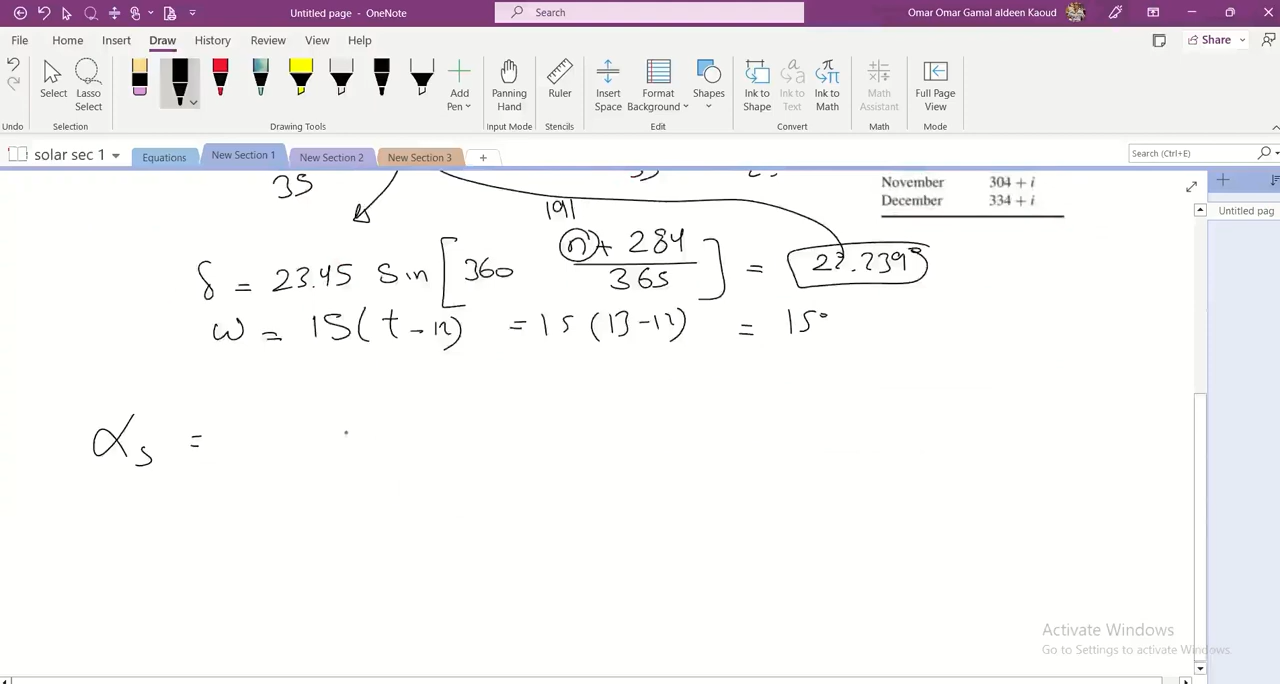 Untitled page - OneNote
Search
Omar Omar Gamal aldeen Kaoud
File Home Insert Draw History Review View Help
Share
Select Lasso Select Add Pen Panning Hand Ruler Insert Space Format Background Shapes Ink to Shape Ink to Text Ink to Math Math Assistant Full Page View
Undo Selection Drawing Tools Input Mode Stencils Edit Convert Math Mode
solar sec 1 Equations New Section 1 New Section 2 New Section 3 +
Search (Ctrl+E)
Untitled pag
35
November 304 + i
December 334 + i
191
δ = 23.45 Sin [360 (n + 284)/365] = 22.239°
ω = 15(t - 12) = 15(13-12) = 15°
αs =
Activate Windows
Go to Settings to activate Windows.